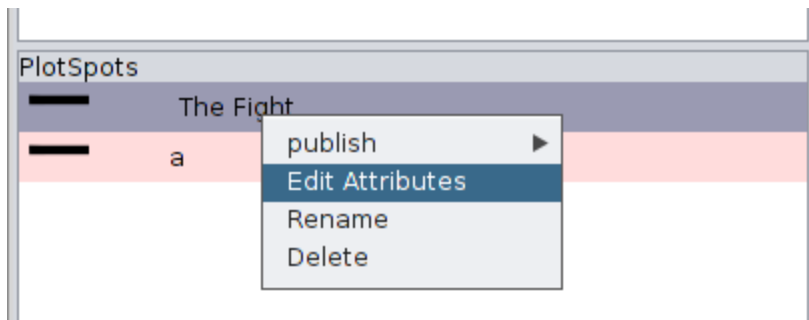 PlotSpots
The Fight
a
publish
Edit Attributes
Rename
Delete